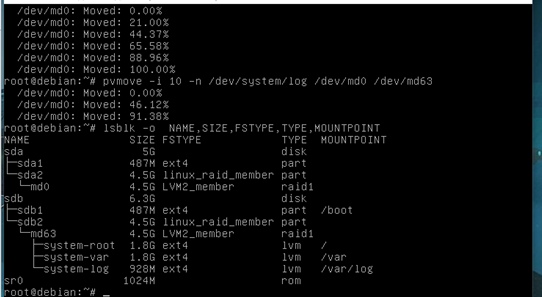 /dev/md0: Moved: 0.00%
/dev/md0: Moved: 21.00%
/dev/md0: Moved: 44.37%
/dev/md0: Moved: 65.58%
/dev/md0: Moved: 88.96%
/dev/md0: Moved: 100.00%
root@debian:~# pvmove -i 10 -n /dev/system/log /dev/md0 /dev/md63
/dev/md0: Moved: 0.00%
/dev/md0: Moved: 46.12%
/dev/md0: Moved: 91.38%
root@debian:~# lsblk -o  NAME,SIZE,FSTYPE,TYPE,MOUNTPOINT
NAME                SIZE FSTYPE            TYPE  MOUNTPOINT
sda                   5G                   disk
├─sda1              487M ext4              part
└─sda2              4.5G linux_raid_member part
  └─md0             4.5G LVM2_member       raid1
sdb                 6.3G                   disk
├─sdb1              487M ext4              part  /boot
└─sdb2              4.5G linux_raid_member part
  └─md63            4.5G LVM2_member       raid1
    ├─system-root   1.8G ext4              lvm   /
    ├─system-var    1.8G ext4              lvm   /var
    └─system-log    928M ext4              lvm   /var/log
sr0                1024M                   rom
root@debian:~# _